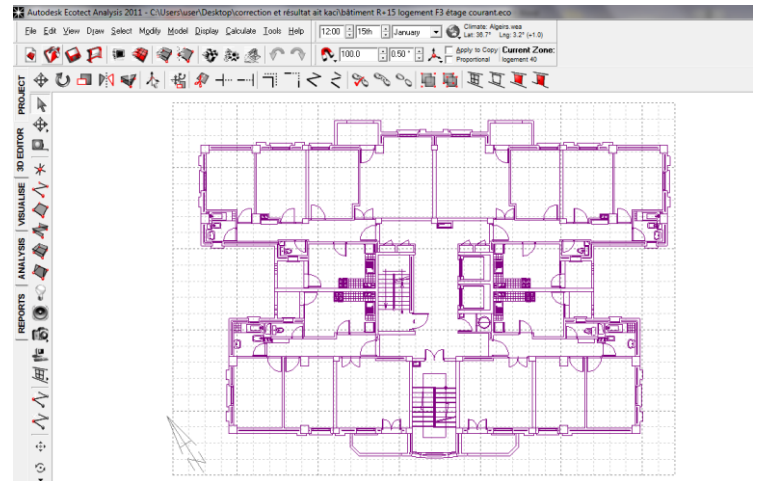 Autodesk Ecotect Analysis 2011 - C:\Users\user\Desktop\correction et résultat ait kaci\bâtiment R+15 logement F3 étage courant.eco
File Edit View Draw Select Modify Model Display Calculate Tools Help
12:00 15th January
Climate: Algeirs.wea
Lat: 36.7° Lng: 3.2° (+1.0)
100.0 0.50 °
Apply to Copy
Proportional
Current Zone:
logement 40
PROJECT
3D EDITOR
VISUALISE
ANALYSIS
REPORTS